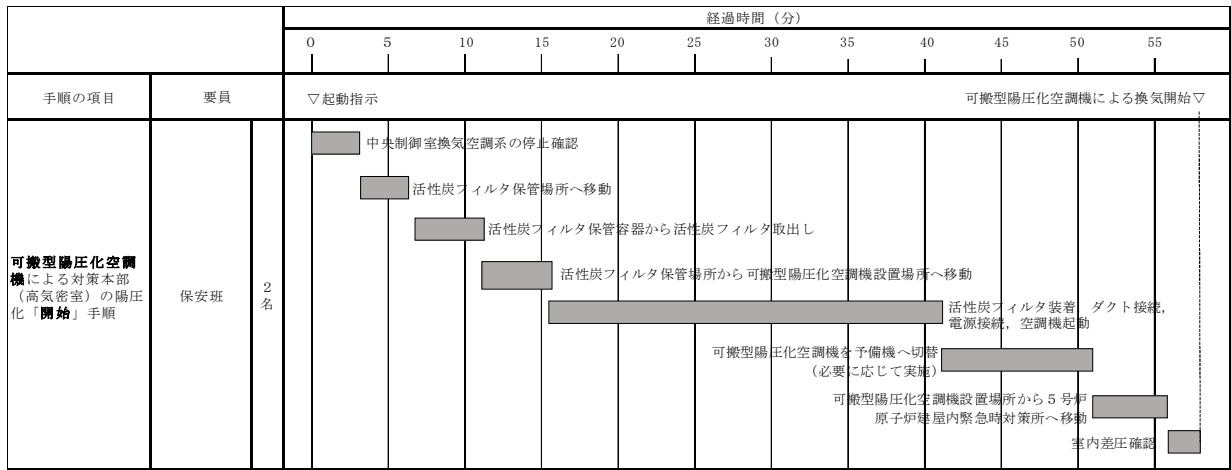 経過時間（分）
0 5 10 15 20 25 30 35 40 45 50 55
手順の項目 要員 ▽起動指示 可搬型陽圧化空調機による換気開始▽
中央制御室換気空調系の停止確認
活性炭フィルタ保管場所へ移動
活性炭フィルタ保管容器から活性炭フィルタ取出し
可搬型陽圧化空調
機による対策本部
（高気密室）の陽圧
化「開始」手順
保安班
2
名
活性炭フィルタ保管場所から可搬型陽圧化空調機設置場所へ移動
活性炭フィルタ装着，ダクト接続，
電源接続，空調機起動
可搬型陽圧化空調機を予備機へ切替
（必要に応じて実施）
可搬型陽圧化空調機設置場所から5号炉
原子炉建屋内緊急時対策所へ移動
室内差圧確認